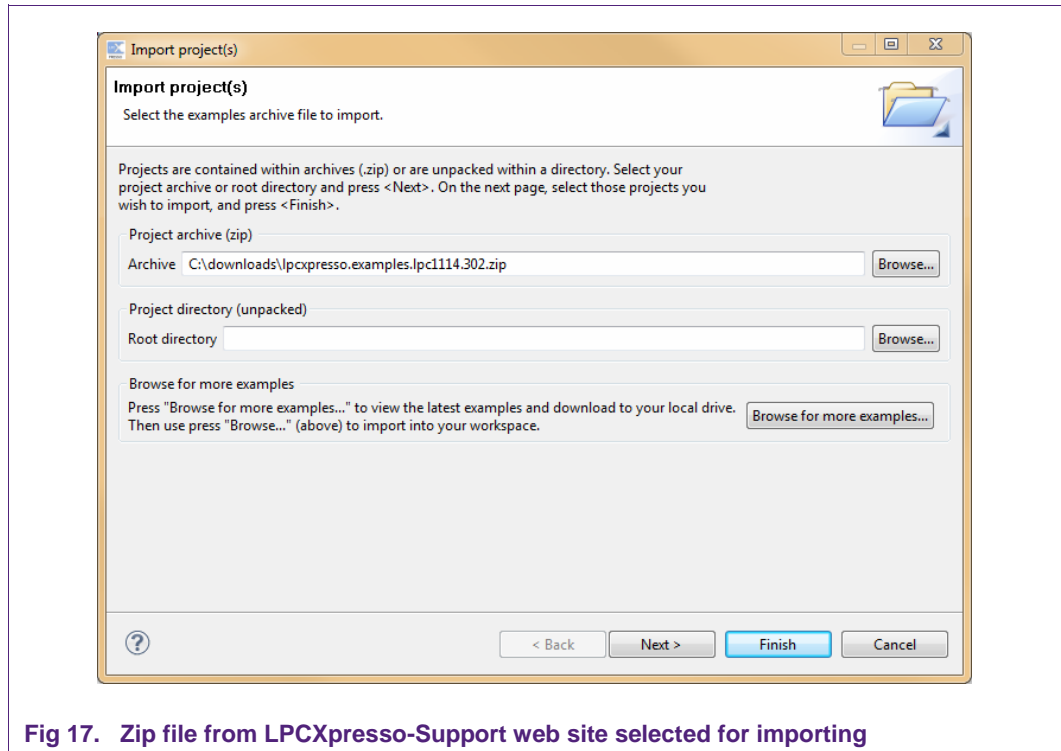 Import project(s)
Import project(s)
Select the examples archive file to import.
Projects are contained within archives (.zip) or are unpacked within a directory. Select your
project archive or root directory and press <Next>. On the next page, select those projects you
wish to import, and press <Finish>.
Project archive (zip)
Archive C:\downloads\lpcxpresso.examples.lpc1114.302.zip Browse...
Project directory (unpacked)
Root directory Browse...
Browse for more examples
Press "Browse for more examples..." to view the latest examples and download to your local drive.
Then use press "Browse..." (above) to import into your workspace.
Browse for more examples...
? < Back Next > Finish Cancel
Fig 17. Zip file from LPCXpresso-Support web site selected for importing